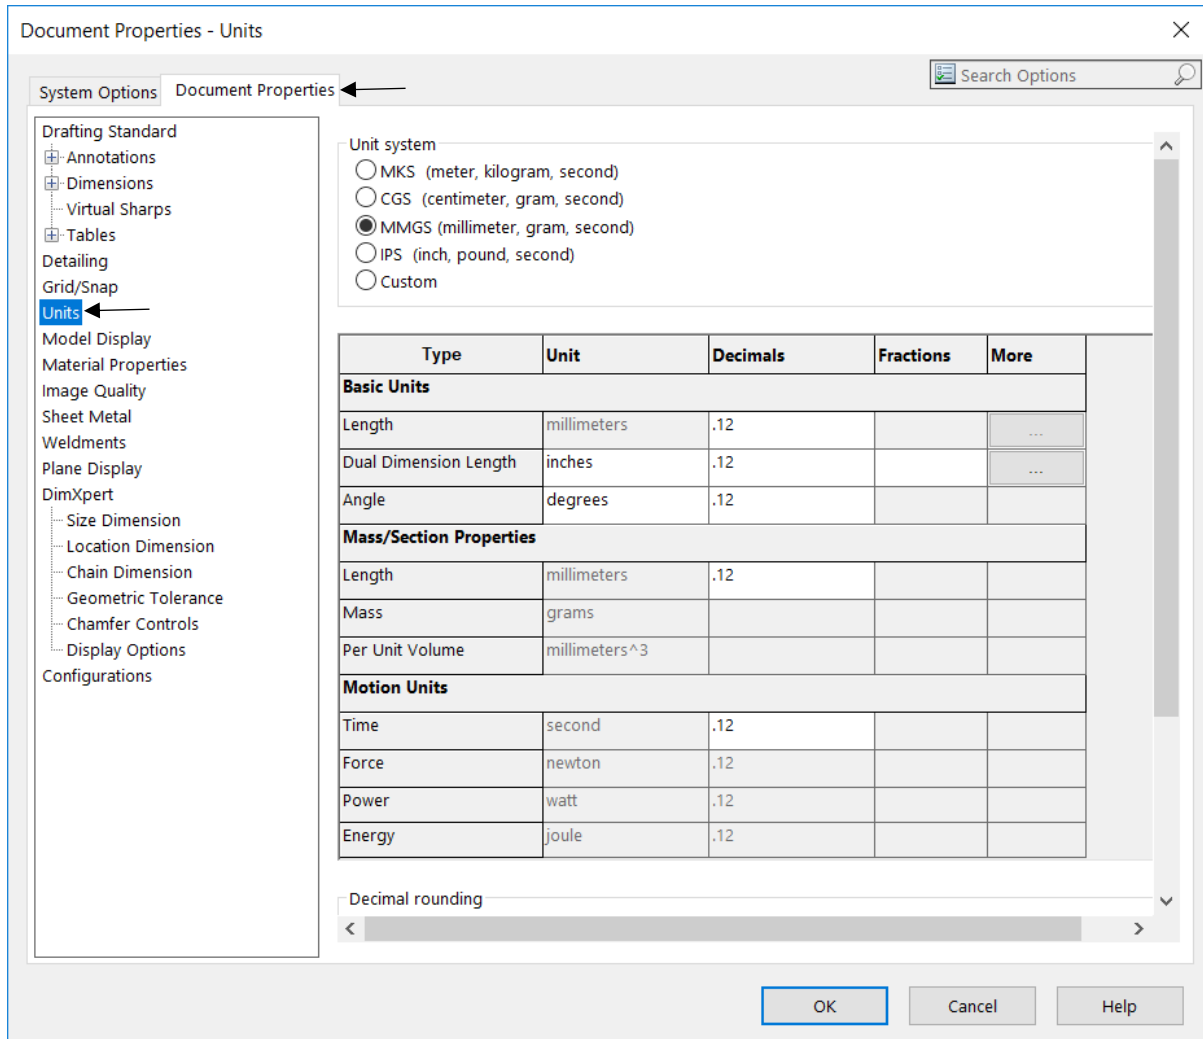 Document Properties - Units
Search Options
System Options Document Properties
Drafting Standard
Annotations
Dimensions
Virtual Sharps
Tables
Detailing
Grid/Snap
Units
Model Display
Material Properties
Image Quality
Sheet Metal
Weldments
Plane Display
DimXpert
Size Dimension
Location Dimension
Chain Dimension
Geometric Tolerance
Chamfer Controls
Display Options
Configurations
Unit system
MKS (meter, kilogram, second)
CGS (centimeter, gram, second)
MMGS (millimeter, gram, second)
IPS (inch, pound, second)
Custom
Type Unit Decimals Fractions More
Basic Units
Length millimeters .12 ...
Dual Dimension Length inches .12 ...
Angle degrees .12
Mass/Section Properties
Length millimeters .12
Mass grams
Per Unit Volume millimeters^3
Motion Units
Time second .12
Force newton .12
Power watt .12
Energy joule .12
Decimal rounding
OK Cancel Help